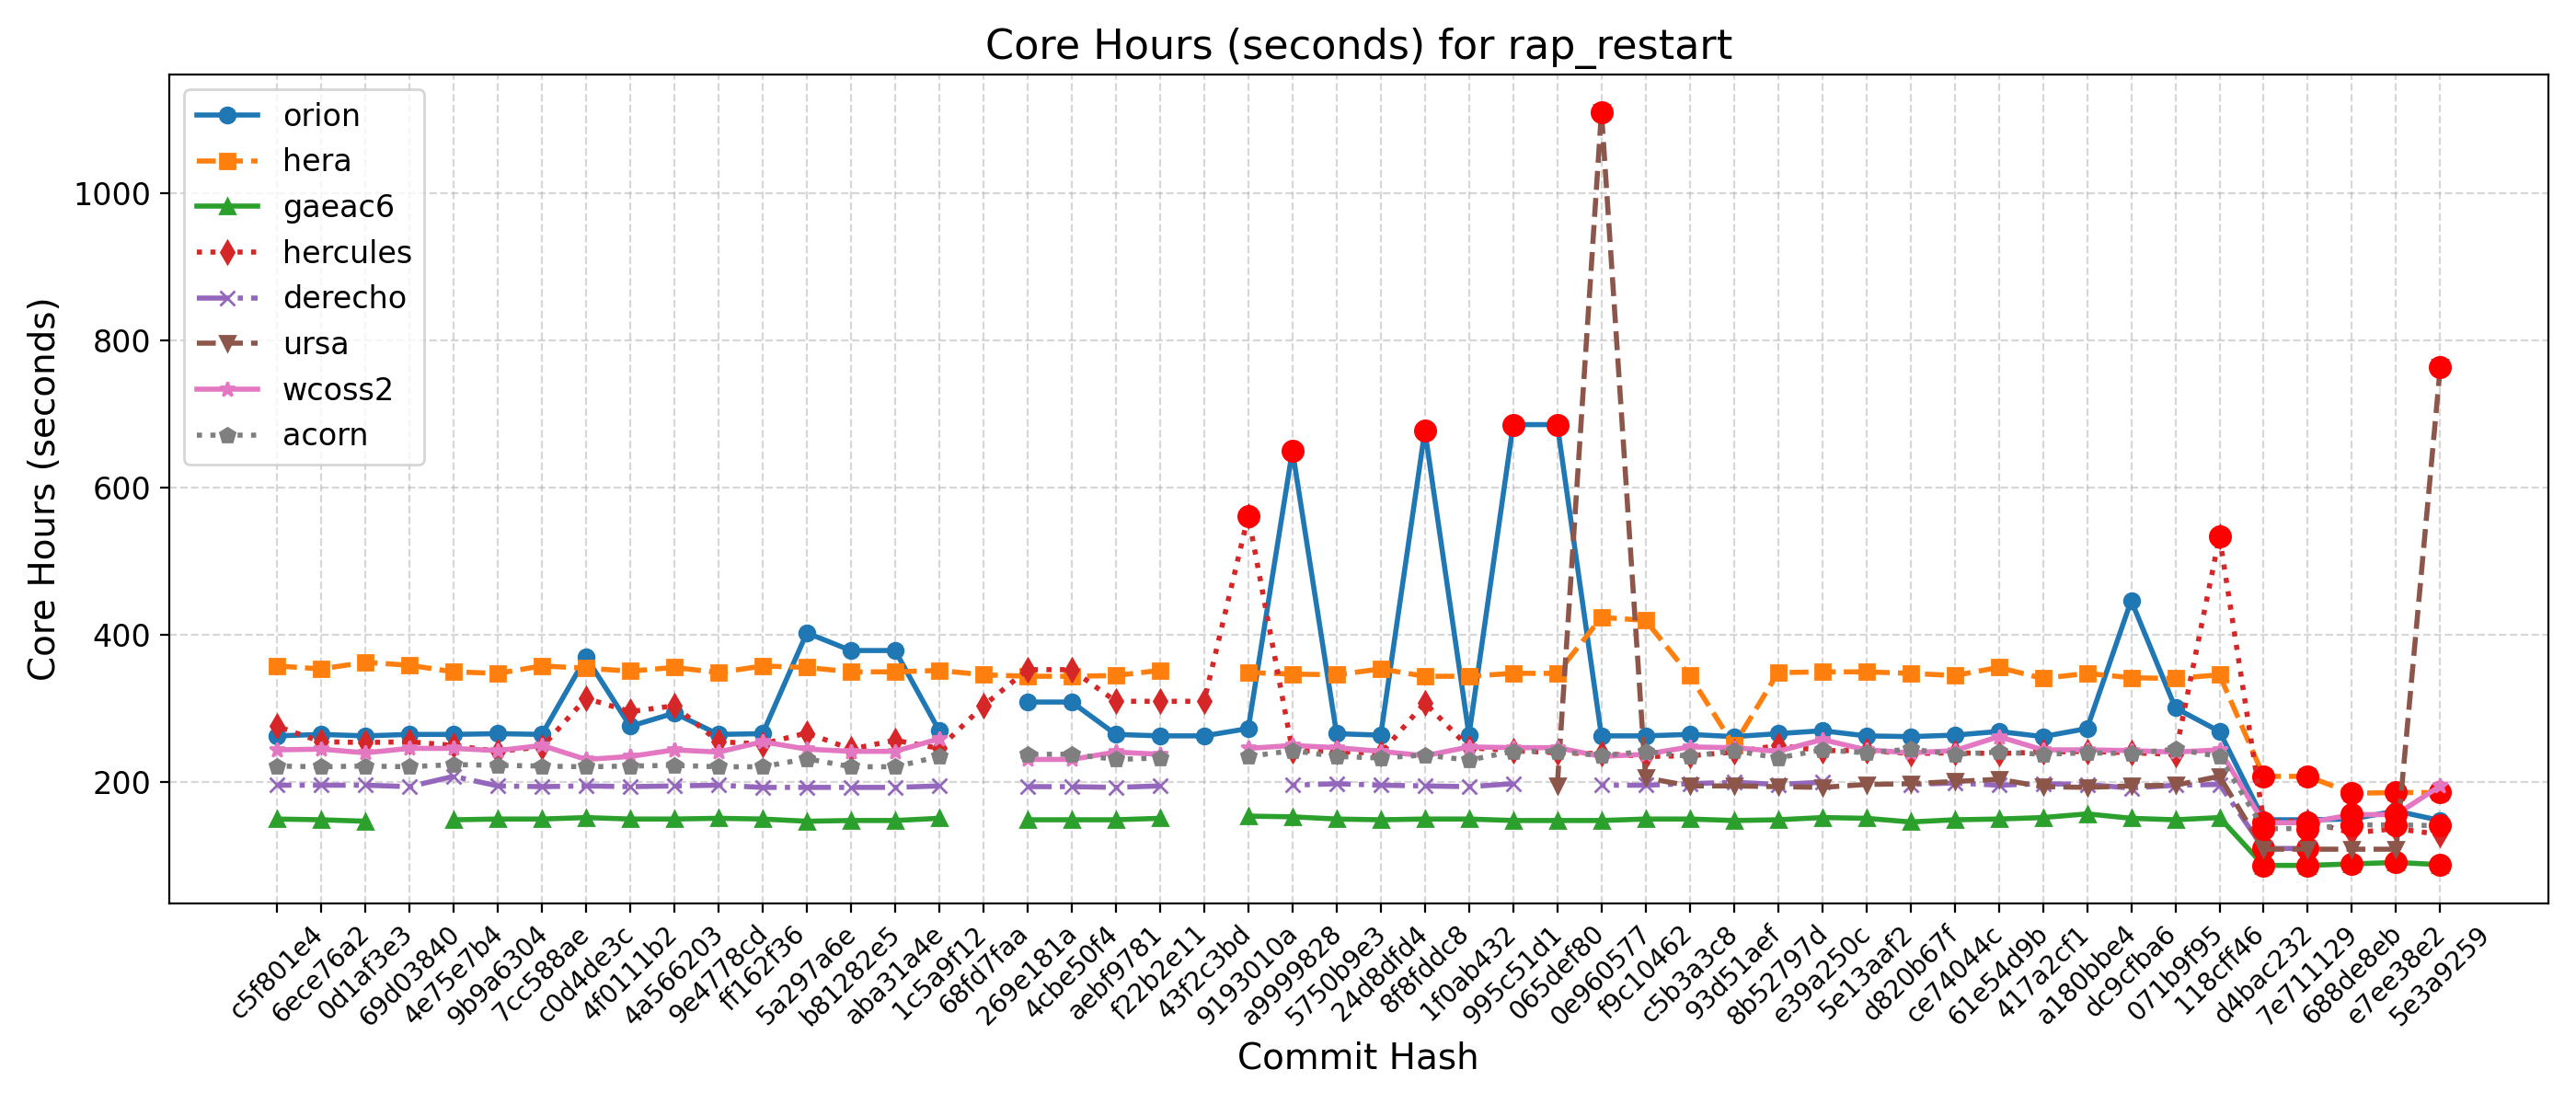 Core Hours (seconds) for rap_restart
Core Hours (seconds)
1000
800
600
400
200
orion
hera
gaeac6
hercules
derecho
ursa
wcoss2
acorn
c5f801e4
6ece76a2
0d1af3e3
69d03840
4e75e7b4
9b9a6304
7cc588ae
c0d4de3c
4f0111b2
4a566203
9e4778cd
ff162f36
5a297a6e
b81282e5
aba31a4e
1c5a9f12
68fd7faa
269e181a
4cbe50f4
aebf9781
f22b2e11
43f2c3bd
9193010a
a9999828
5750b9e3
24d8dfd4
8f8fddc8
1f0ab432
995c51d1
065def80
0e960577
f9c10462
c5b3a3c8
93d51aef
8b52797d
e39a250c
5e13aaf2
d820b67f
ce74044c
61e54d9b
417a2cf1
a180bbe4
dc9cfba6
071b9f95
118cff46
d4bac232
7e711129
688de8eb
e7ee38e2
5e3a9259
Commit Hash